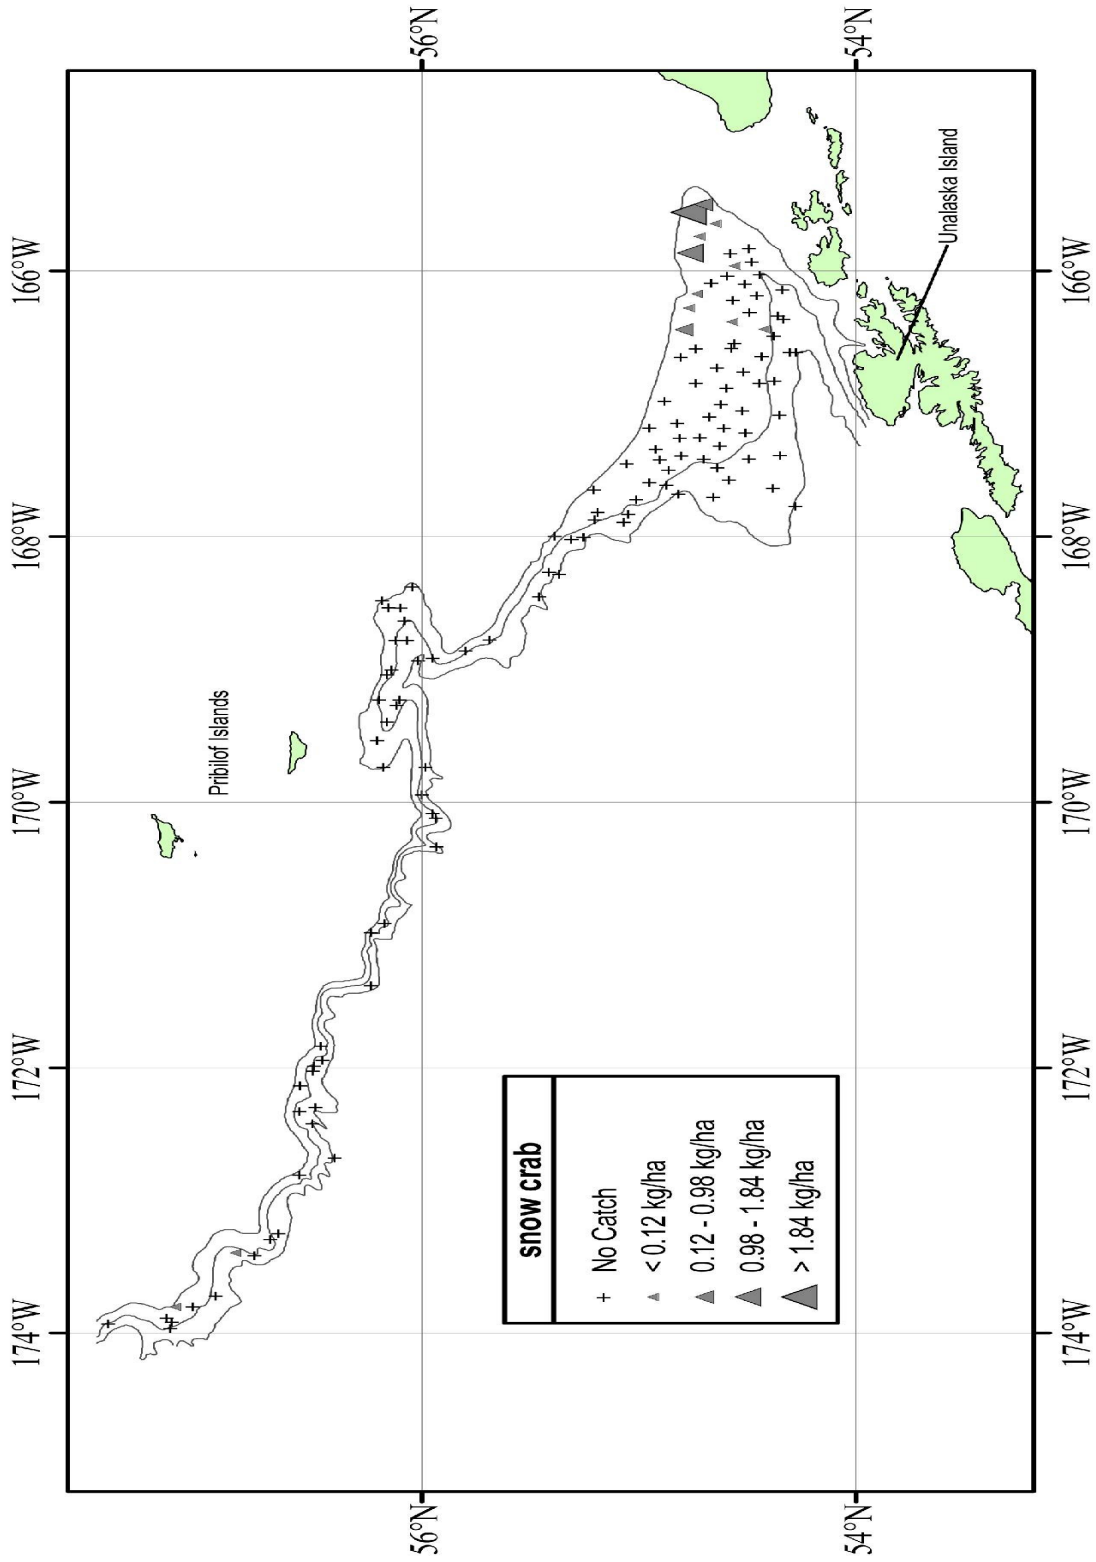 174°W
172°W
170°W
168°W
166°W
56°N
56°N
54°N
54°N
Pribilof Islands
Unalaska Island
snow crab
No Catch
< 0.12 kg/ha
0.12 - 0.98 kg/ha
0.98 - 1.84 kg/ha
> 1.84 kg/ha
174°W
172°W
170°W
168°W
166°W